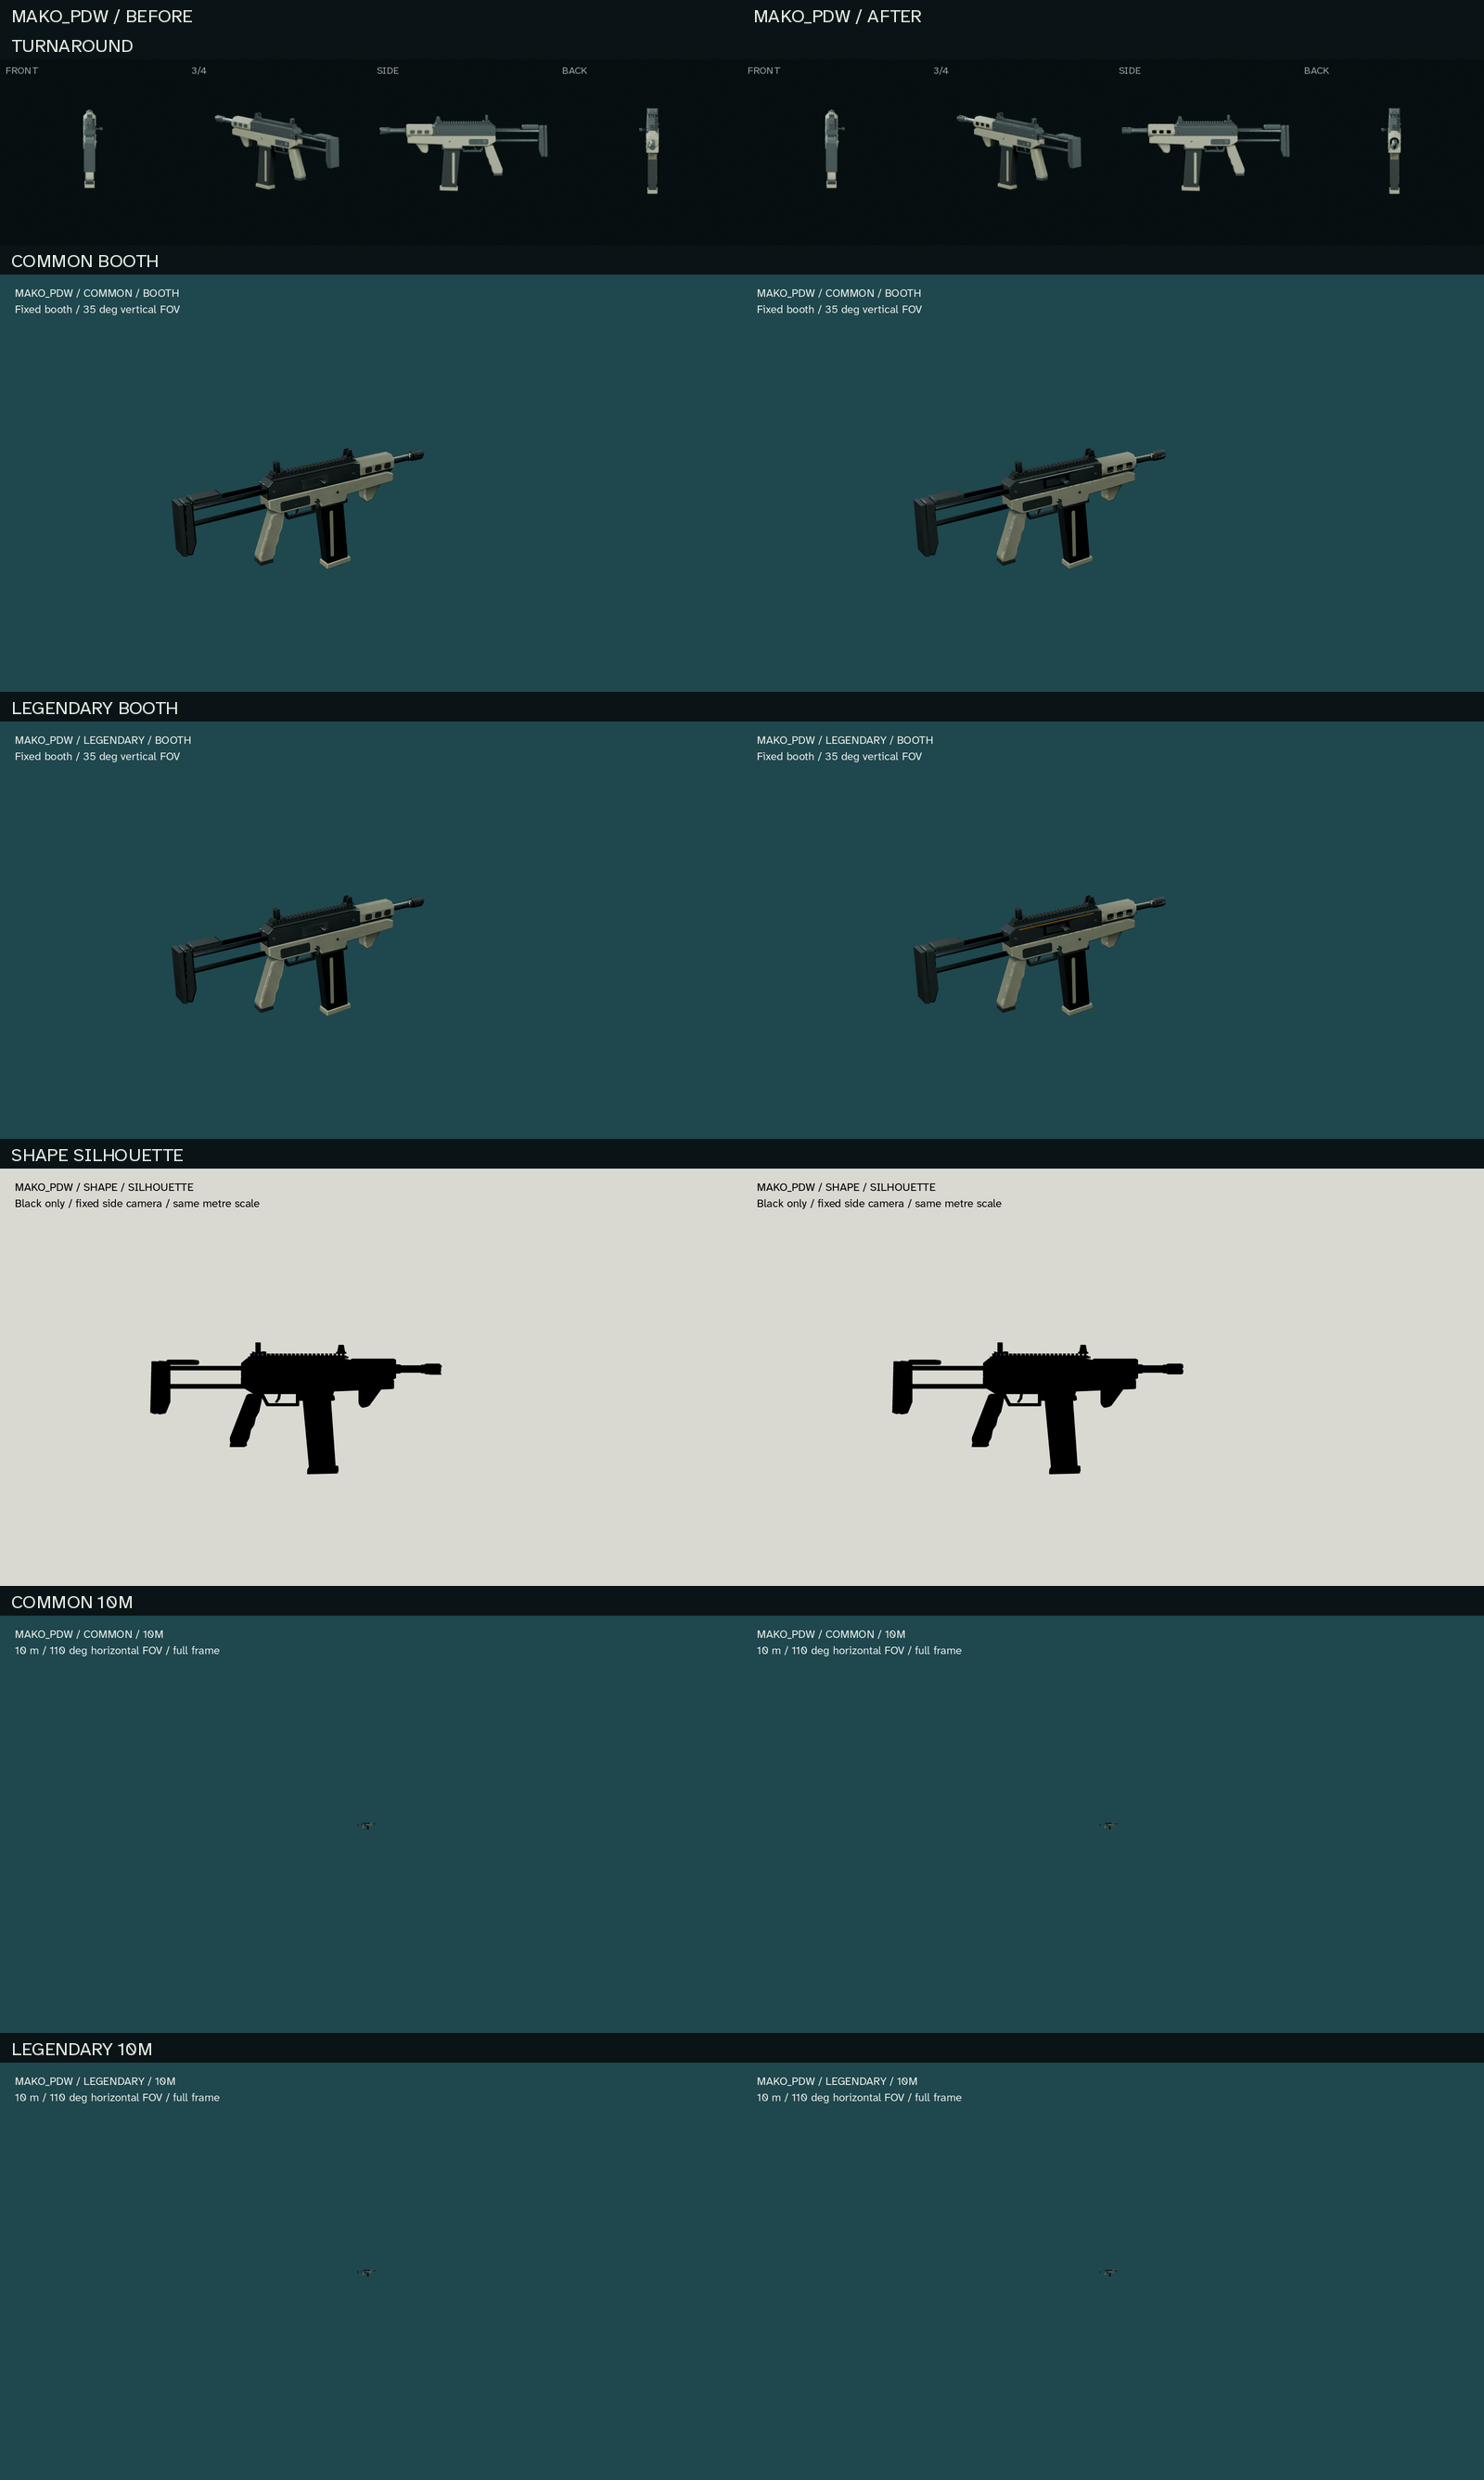 MAKO_PDW / BEFORE
MAKO_PDW / AFTER
TURNAROUND
FRONT
3/4
SIDE
BACK
FRONT
3/4
SIDE
BACK
COMMON BOOTH
MAKO_PDW / COMMON / BOOTH
Fixed booth / 35 deg vertical FOV
MAKO_PDW / COMMON / BOOTH
Fixed booth / 35 deg vertical FOV
LEGENDARY BOOTH
MAKO_PDW / LEGENDARY / BOOTH
Fixed booth / 35 deg vertical FOV
MAKO_PDW / LEGENDARY / BOOTH
Fixed booth / 35 deg vertical FOV
SHAPE SILHOUETTE
MAKO_PDW / SHAPE / SILHOUETTE
Black only / fixed side camera / same metre scale
MAKO_PDW / SHAPE / SILHOUETTE
Black only / fixed side camera / same metre scale
COMMON 10M
MAKO_PDW / COMMON / 10M
10 m / 110 deg horizontal FOV / full frame
MAKO_PDW / COMMON / 10M
10 m / 110 deg horizontal FOV / full frame
LEGENDARY 10M
MAKO_PDW / LEGENDARY / 10M
10 m / 110 deg horizontal FOV / full frame
MAKO_PDW / LEGENDARY / 10M
10 m / 110 deg horizontal FOV / full frame